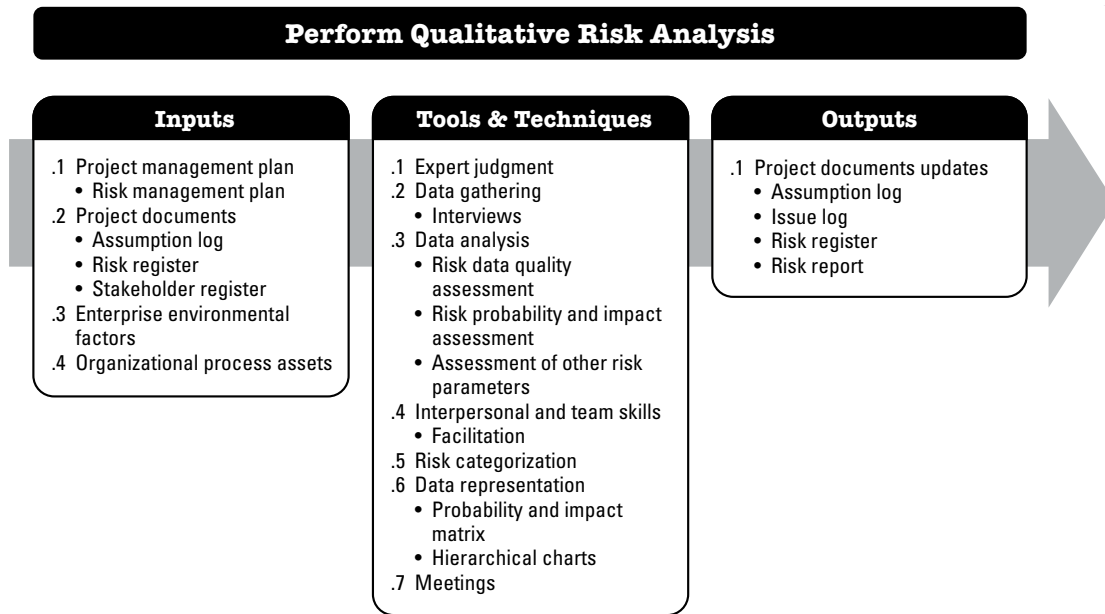 Perform Qualitative Risk Analysis
Inputs
.1 Project management plan
• Risk management plan
.2 Project documents
• Assumption log
• Risk register
• Stakeholder register
.3 Enterprise environmental
factors
.4 Organizational process assets
Tools & Techniques
.1 Expert judgment
.2 Data gathering
• Interviews
.3 Data analysis
• Risk data quality
assessment
• Risk probability and impact
assessment
• Assessment of other risk
parameters
.4 Interpersonal and team skills
• Facilitation
.5 Risk categorization
.6 Data representation
• Probability and impact
matrix
• Hierarchical charts
.7 Meetings
Outputs
.1 Project documents updates
• Assumption log
• Issue log
• Risk register
• Risk report